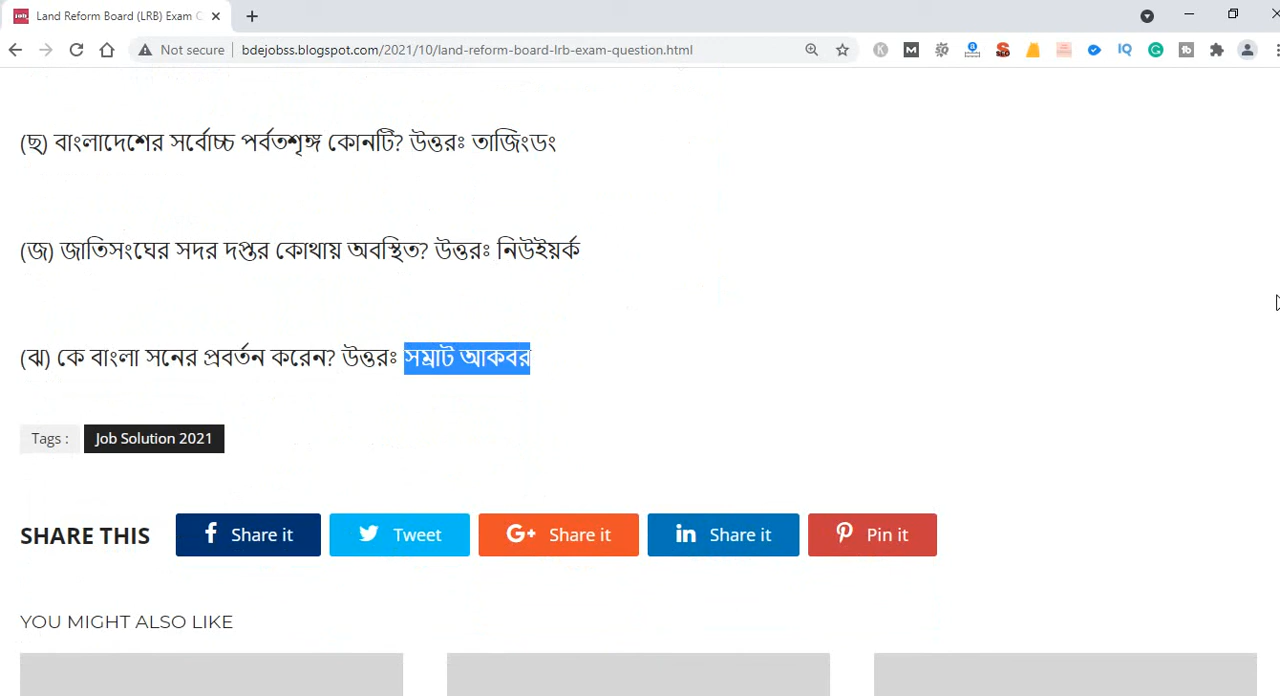 Land Reform Board (LRB) Exam
Not secure
bdejobss.blogspot.com/2021/10/land-reform-board-lrb-exam-question.html
(ছ) বাংলাদেশের সর্বোচ্চ পর্বতশৃঙ্গ কোনটি? উত্তরঃ তাজিংডং
(জ) জাতিসংঘের সদর দপ্তর কোথায় অবস্থিত? উত্তরঃ নিউইয়র্ক
(ঝ) কে বাংলা সনের প্রবর্তন করেন? উত্তরঃ সম্রাট আকবর
Tags :
Job Solution 2021
SHARE THIS
Share it
Tweet
Share it
Share it
Pin it
YOU MIGHT ALSO LIKE